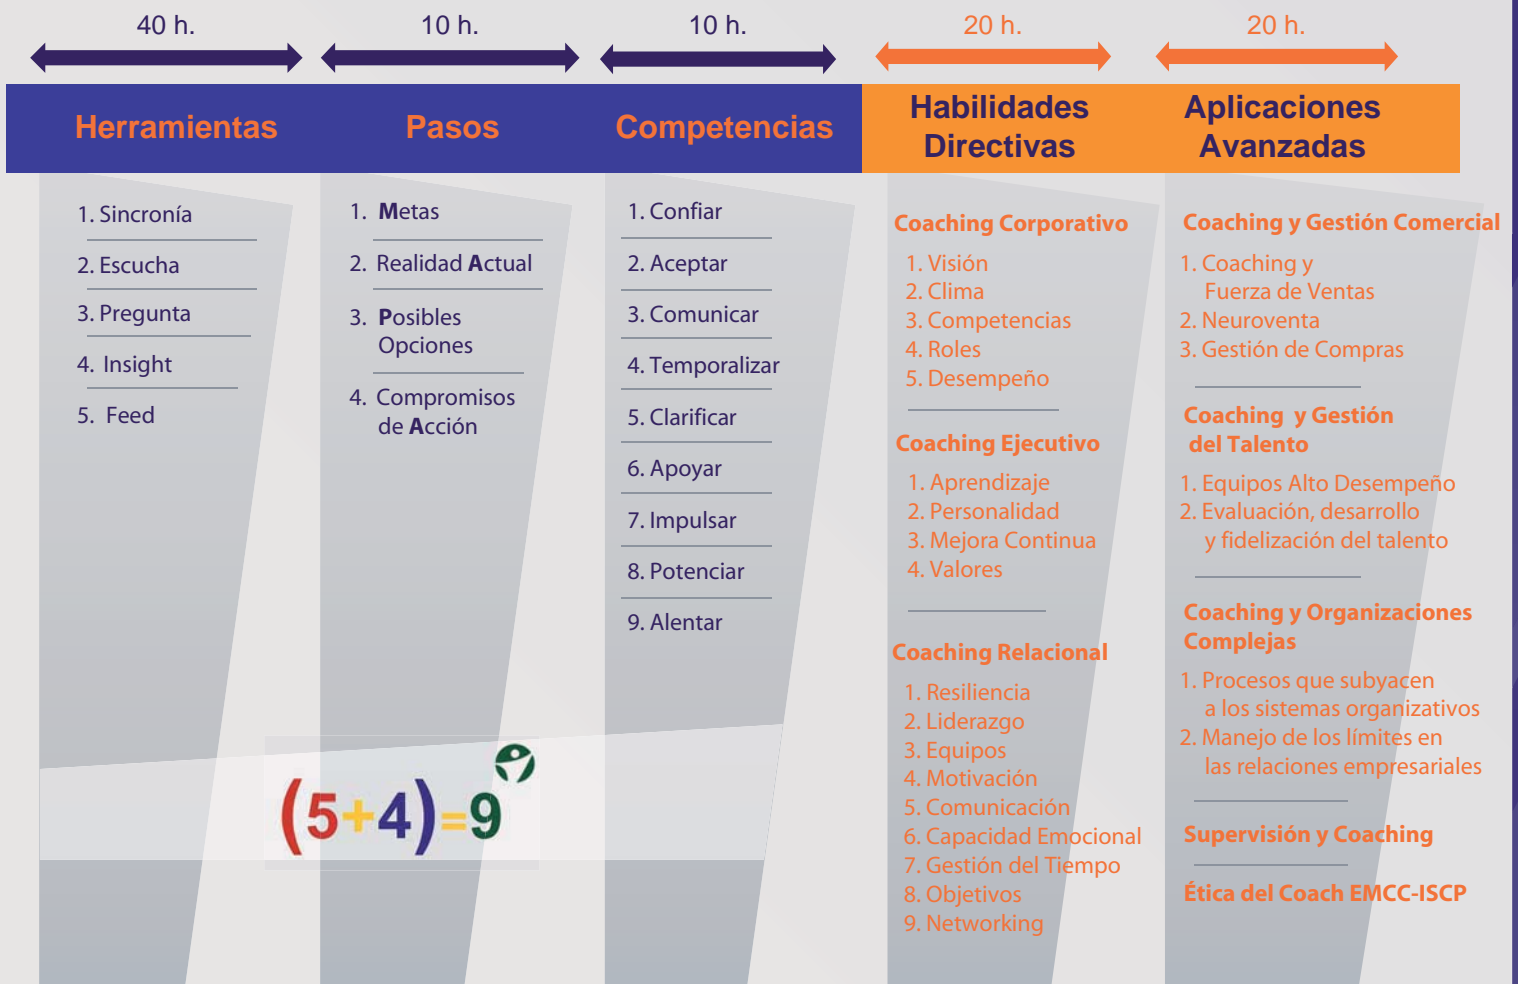 40 h.
10 h.
10 h.
20 h.
20 h.
Herramientas
Pasos
Competencias
Habilidades
Directivas
Aplicaciones
Avanzadas
1. Sincronía
2. Escucha
3. Pregunta
4. Insight
5. Feed
1. Metas
2. Realidad Actual
3. Posibles
Opciones
4. Compromisos
de Acción
1. Confiar
2. Aceptar
3. Comunicar
4. Temporalizar
5. Clarificar
6. Apoyar
7. Impulsar
8. Potenciar
9. Alentar
(5+4)=9
Coaching Corporativo
1. Visión
2. Clima
3. Competencias
4. Roles
5. Desempeño
Coaching Ejecutivo
1. Aprendizaje
2. Personalidad
3. Mejora Continua
4. Valores
Coaching Relacional
1. Resiliencia
2. Liderazgo
3. Equipos
4. Motivación
5. Comunicación
6. Capacidad Emocional
7. Gestión del Tiempo
8. Objetivos
9. Networking
Coaching y Gestión Comercial
1. Coaching y
Fuerza de Ventas
2. Neuroventa
3. Gestión de Compras
Coaching y Gestión
del Talento
1. Equipos Alto Desempeño
2. Evaluación, desarrollo
y fidelización del talento
Coaching y Organizaciones
Complejas
1. Procesos que subyacen
a los sistemas organizativos
2. Manejo de los límites en
las relaciones empresariales
Supervisión y Coaching
Ética del Coach EMCC-ISCP